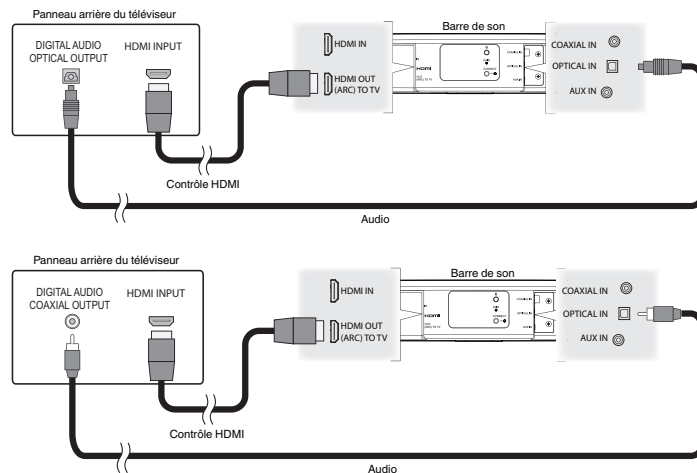 Panneau arrière du téléviseur
DIGITAL AUDIO
OPTICAL OUTPUT
HDMI INPUT
HDMI IN
HDMI OUT
(ARC) TO TV
Barre de son
COAXIAL IN
OPTICAL IN
AUX IN
Contrôle HDMI
Audio
Panneau arrière du téléviseur
DIGITAL AUDIO
COAXIAL OUTPUT
HDMI INPUT
HDMI IN
HDMI OUT
(ARC) TO TV
Barre de son
COAXIAL IN
OPTICAL IN
AUX IN
Contrôle HDMI
Audio